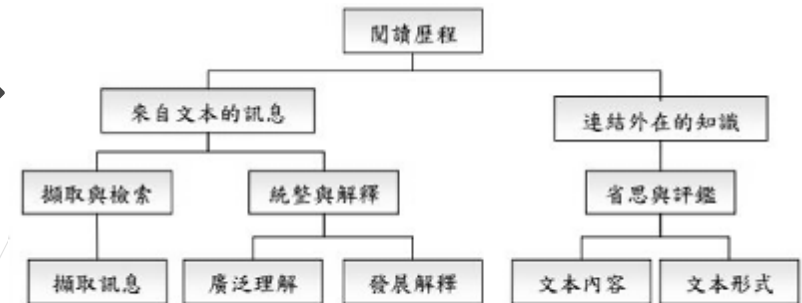 閱讀歷程
來自文本的訊息
連結外在的知識
擷取與檢索
統整與解釋
省思與評鑑
擷取訊息
廣泛理解
發展解釋
文本內容
文本形式